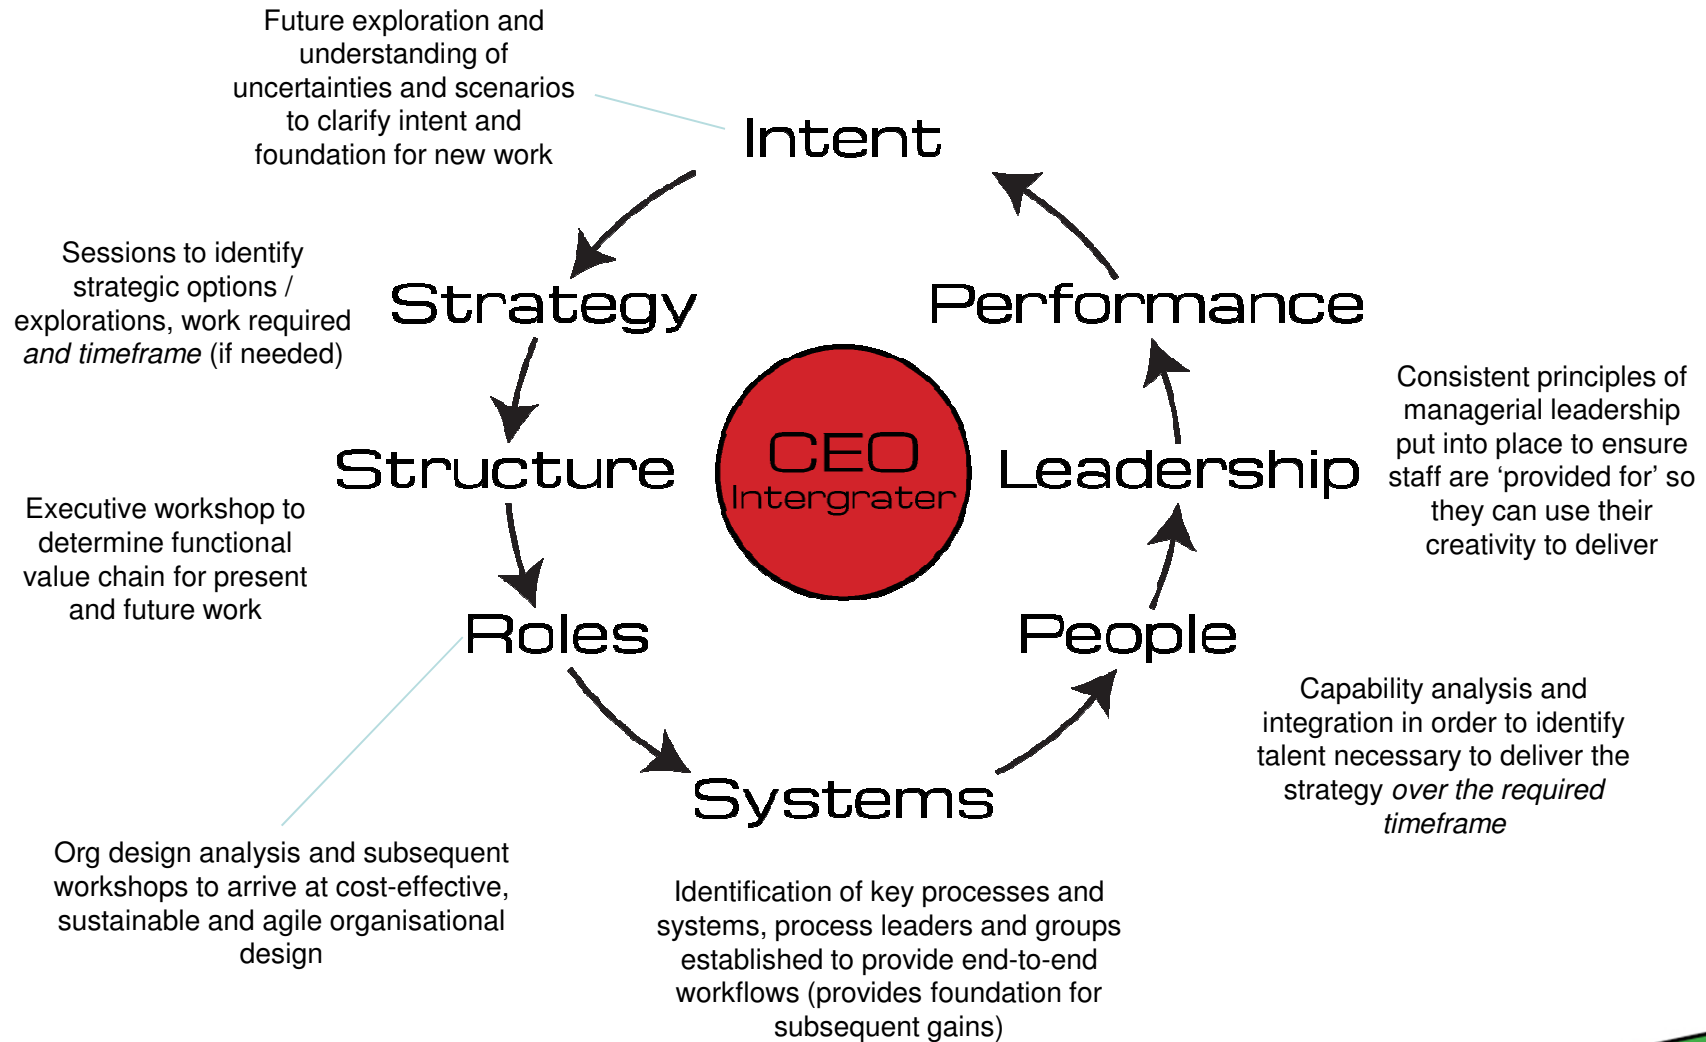 Future exploration and
understanding of
uncertainties and scenarios
to clarify intent and
foundation for new work
Intent
Sessions to identify
strategic options /
explorations, work required
and timeframe (if needed)
Strategy
Performance
Consistent principles of
managerial leadership
put into place to ensure
staff are ‘provided for’ so
they can use their
creativity to deliver
Structure
CEO
Intergrater
Leadership
Executive workshop to
determine functional
value chain for present
and future work
Roles
People
Capability analysis and
integration in order to identify
talent necessary to deliver the
strategy over the required
timeframe
Systems
Org design analysis and subsequent
workshops to arrive at cost-effective,
sustainable and agile organisational
design
Identification of key processes and
systems, process leaders and groups
established to provide end-to-end
workflows (provides foundation for
subsequent gains)